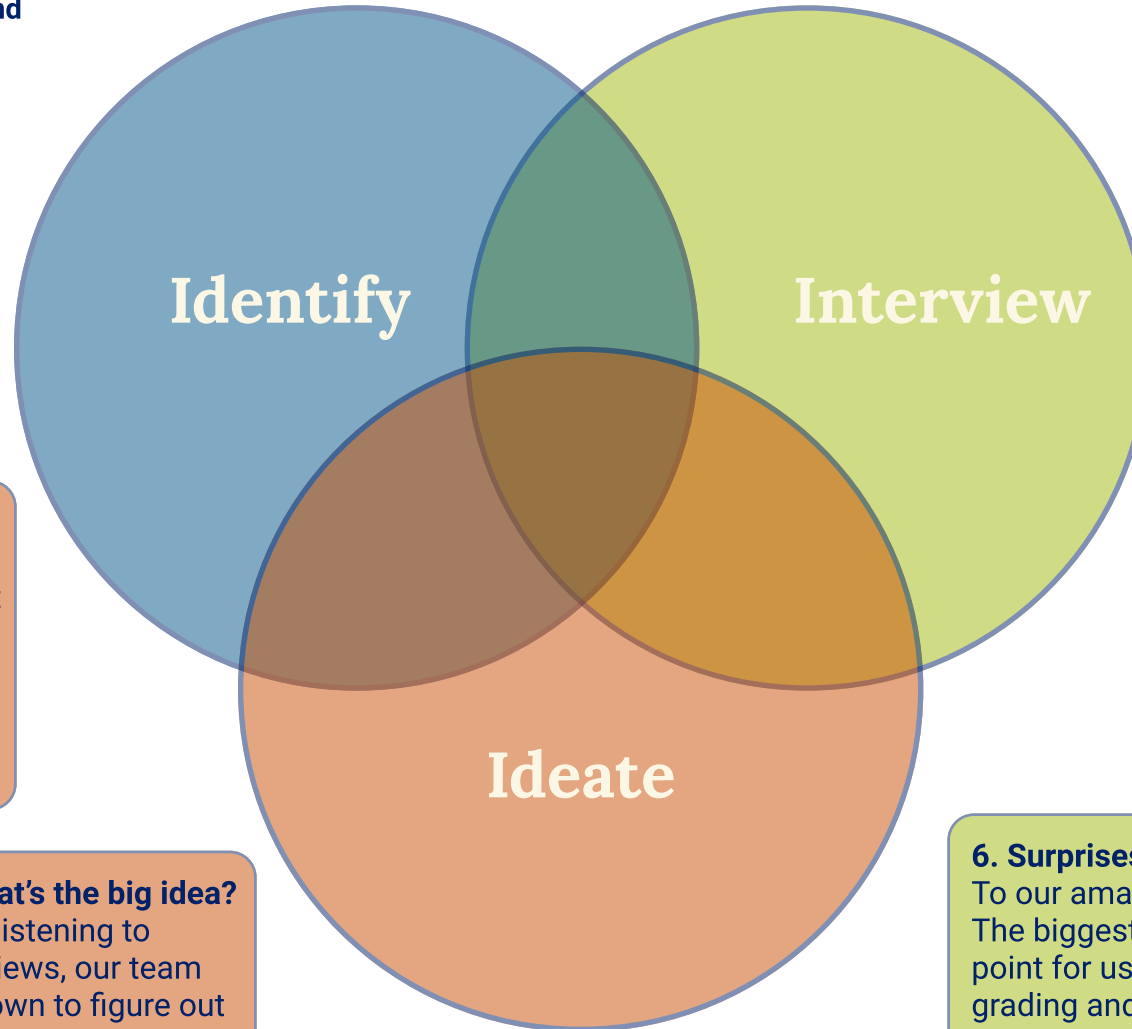 Identify
Interview
Ideate
at’s the big idea?
istening to
iews, our team
own to figure out
6. Surprises
To our ama
The biggest
point for us
grading and